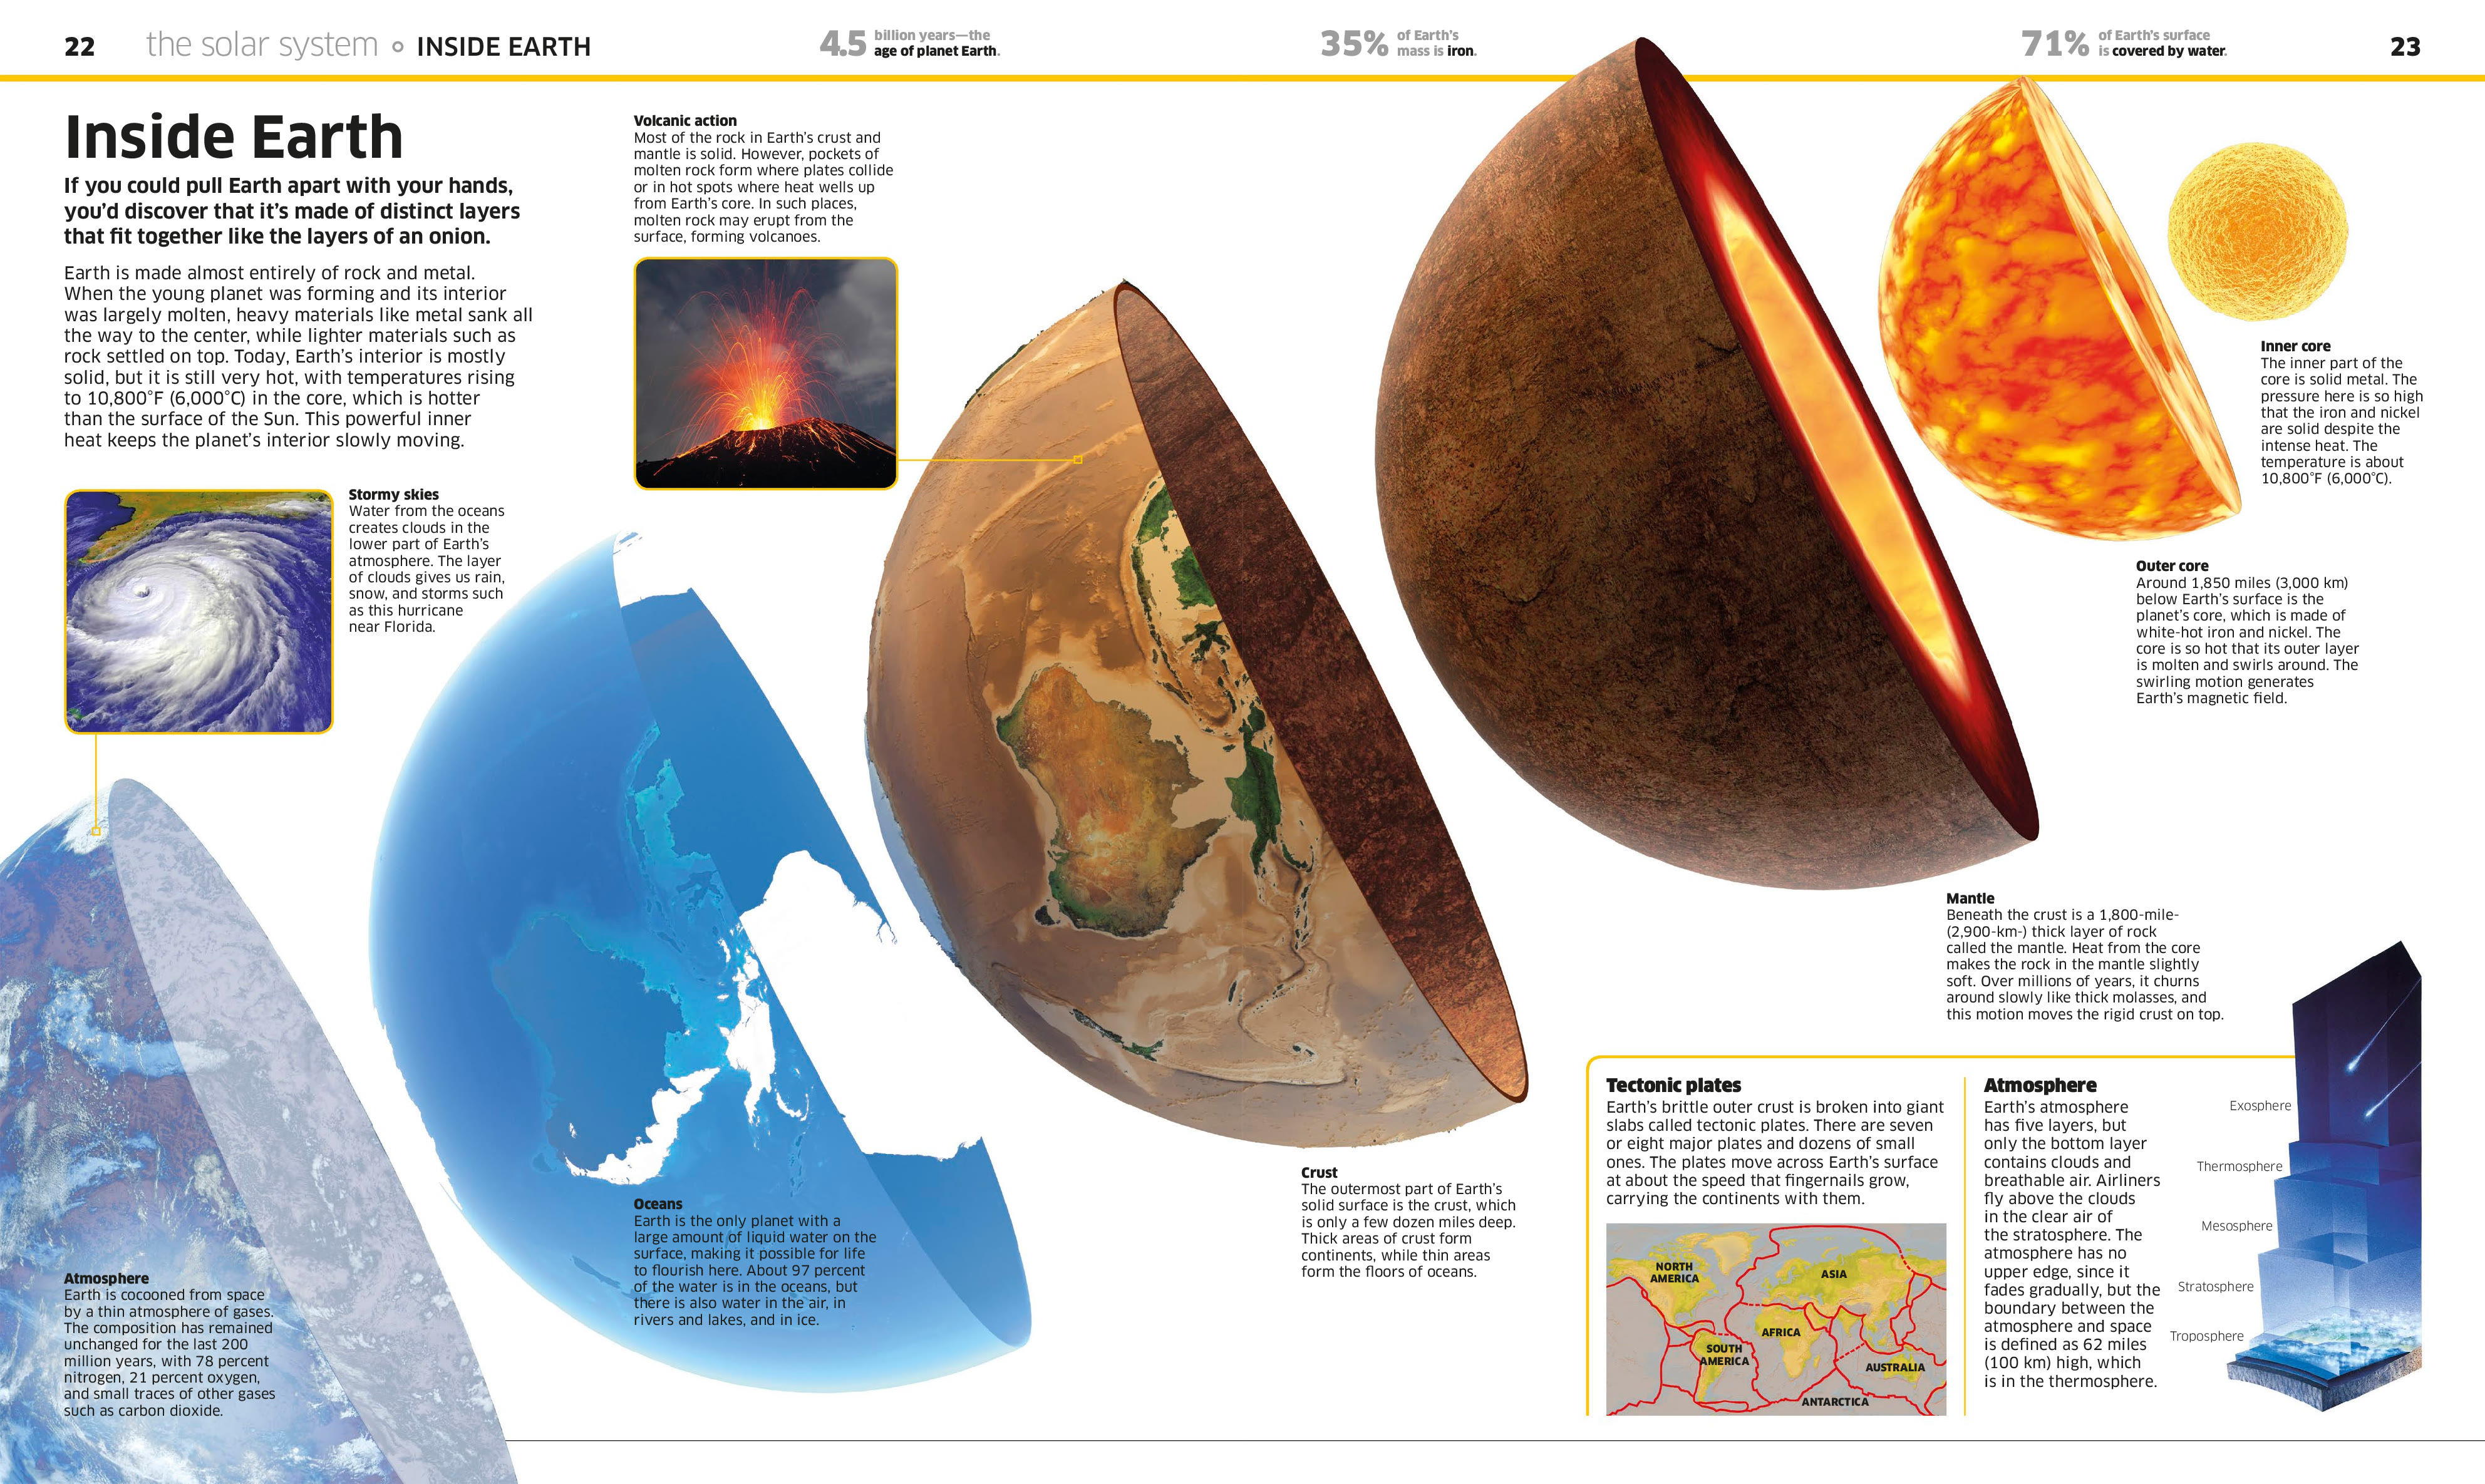 22
the solar system
INSIDE EARTH
4.5
billion years—the
age of planet Earth.
35%
of Earth's
mass is iron.
71%
of Earth's surface
is covered by water.
23
Inside Earth
If you could pull Earth apart with your hands,
you'd discover that it's made of distinct layers
that fit together like the layers of an onion.
Earth is made almost entirely of rock and metal.
When the young planet was forming and its interior
was largely molten, heavy materials like metal sank all
the way to the center, while lighter materials such as
rock settled on top. Today, Earth's interior is mostly
solid, but it is still very hot, with temperatures rising
to 10,800°F (6,000°C) in the core, which is hotter
than the surface of the Sun. This powerful inner
heat keeps the planet's interior slowly moving.
Stormy skies
Water from the oceans
creates clouds in the
lower part of Earth's
atmosphere. The layer
of clouds gives us rain,
snow, and storms such
as this hurricane
near Florida.
Atmosphere
Earth is cocooned from space
by a thin atmosphere of gases.
The composition has remained
unchanged for the last 200
million years, with 78 percent
nitrogen, 21 percent oxygen,
and small traces of other gases
such as carbon dioxide.
Volcanic action
Most of the rock in Earth's crust and
mantle is solid. However, pockets of
molten rock form where plates collide
or in hot spots where heat wells up
from Earth's core. In such places,
molten rock may erupt from the
surface, forming volcanoes.
Oceans
Earth is the only planet with a
large amount of liquid water on the
surface, making it possible for life
to flourish here. About 97 percent
of the water is in the oceans, but
there is also water in the air, in
rivers and lakes, and in ice.
Crust
The outermost part of Earth's
solid surface is the crust, which
is only a few dozen miles deep.
Thick areas of crust form
continents, while thin areas
form the floors of oceans.
Inner core
The inner part of the
core is solid metal. The
pressure here is so high
that the iron and nickel
are solid despite the
intense heat. The
temperature is about
10,800°F (6,000°C).
Outer core
Around 1,850 miles (3,000 km)
below Earth's surface is the
planet's core, which is made of
white-hot iron and nickel. The
core is so hot that its outer layer
is molten and swirls around. The
swirling motion generates
Earth's magnetic field.
Mantle
Beneath the crust is a 1,800-mile-
(2,900-km-) thick layer of rock
called the mantle. Heat from the core
makes the rock in the mantle slightly
soft. Over millions of years, it churns
around slowly like thick molasses, and
this motion moves the rigid crust on top.
Tectonic plates
Earth's brittle outer crust is broken into giant
slabs called tectonic plates. There are seven
or eight major plates and dozens of small
ones. The plates move across Earth's surface
at about the speed that fingernails grow,
carrying the continents with them.
NORTH
AMERICA
ASIA
AFRICA
SOUTH
AMERICA
AUSTRALIA
ANTARCTICA
Atmosphere
Earth's atmosphere
has five layers, but
only the bottom layer
contains clouds and
breathable air. Airliners
fly above the clouds
in the clear air of
the stratosphere. The
atmosphere has no
upper edge, since it
fades gradually, but the
boundary between the
atmosphere and space
is defined as 62 miles
(100 km) high, which
is in the thermosphere.
Exosphere
Thermosphere
Mesosphere
Stratosphere
Troposphere